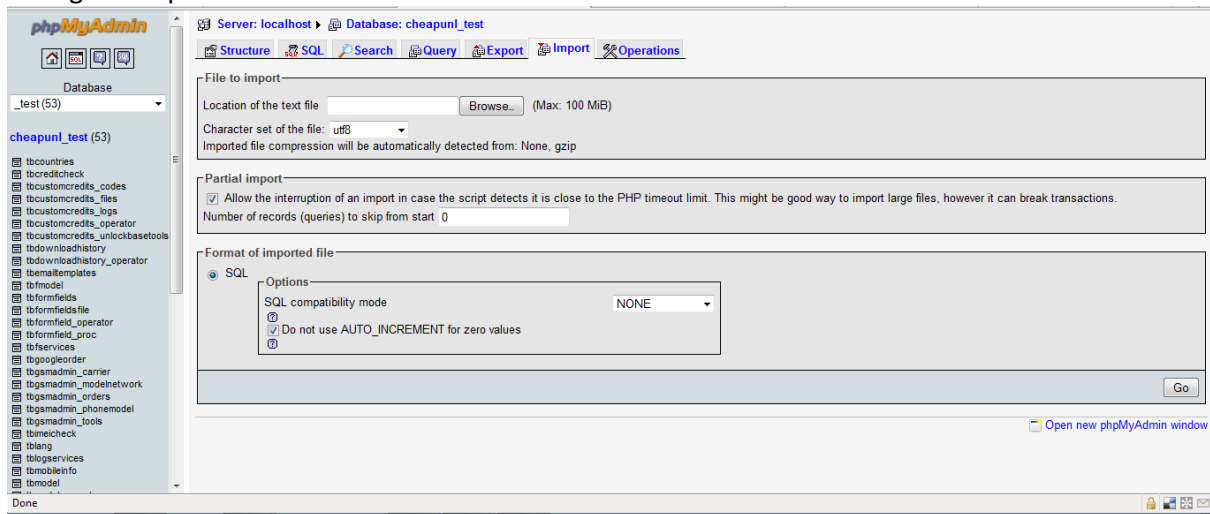 phpMyAdmin
Database
_test (53)
cheapunl_test (53)
tbcountries
tbcreditcheck
tbcustomcredits_codes
tbcustomcredits_files
tbcustomcredits_logs
tbcustomcredits_operator
tbcustomcredits_unlockbasetools
tbdownloadhistory
tbdownloadhistory_operator
tbemailtemplates
tbfmodel
tbformfields
tbformfieldsfile
tbformfield_operator
tbformfield_proc
tbfservices
tbgoogleorder
tbgsmadmin_carrier
tbgsmadmin_modelnetwork
tbgsmadmin_orders
tbgsmadmin_phonemodel
tbgsmadmin_tools
tbimeicheck
tblang
tblogservices
tbmobileinfo
tbmodel
Server: localhost Database: cheapunl_test
Structure SQL Search Query Export Import Operations
File to import
Location of the text file Browse... (Max: 100 MiB)
Character set of the file: utf8
Imported file compression will be automatically detected from: None, gzip
Partial import
Allow the interruption of an import in case the script detects it is close to the PHP timeout limit. This might be good way to import large files, however it can break transactions.
Number of records (queries) to skip from start 0
Format of imported file
SQL
Options
SQL compatibility mode NONE
Do not use AUTO_INCREMENT for zero values
Go
Open new phpMyAdmin window
Done